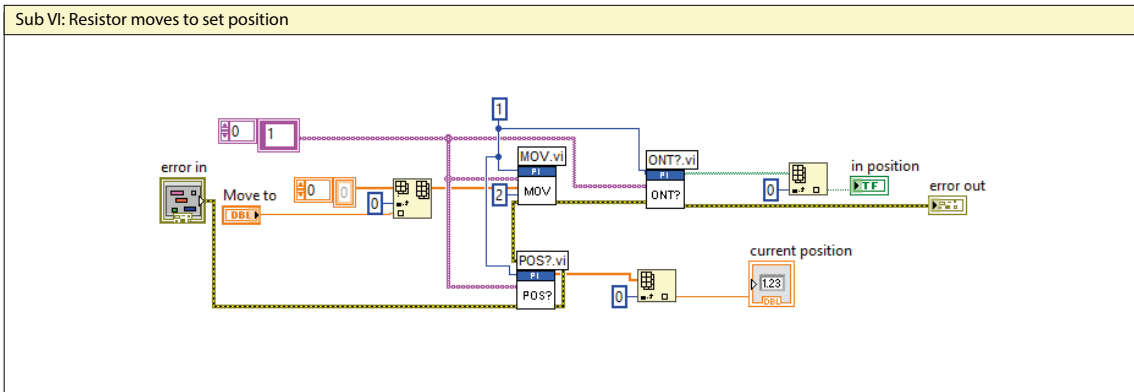 Sub VI: Resistor moves to set position
1
0 1
MOV.vi
PI
MOV
ONT?.vi
PI
ONT?
error in
Move to
DBL
0 0
0
2
0
in position
TF
error out
POS?.vi
PI
POS?
0
current position
1.23
DBL